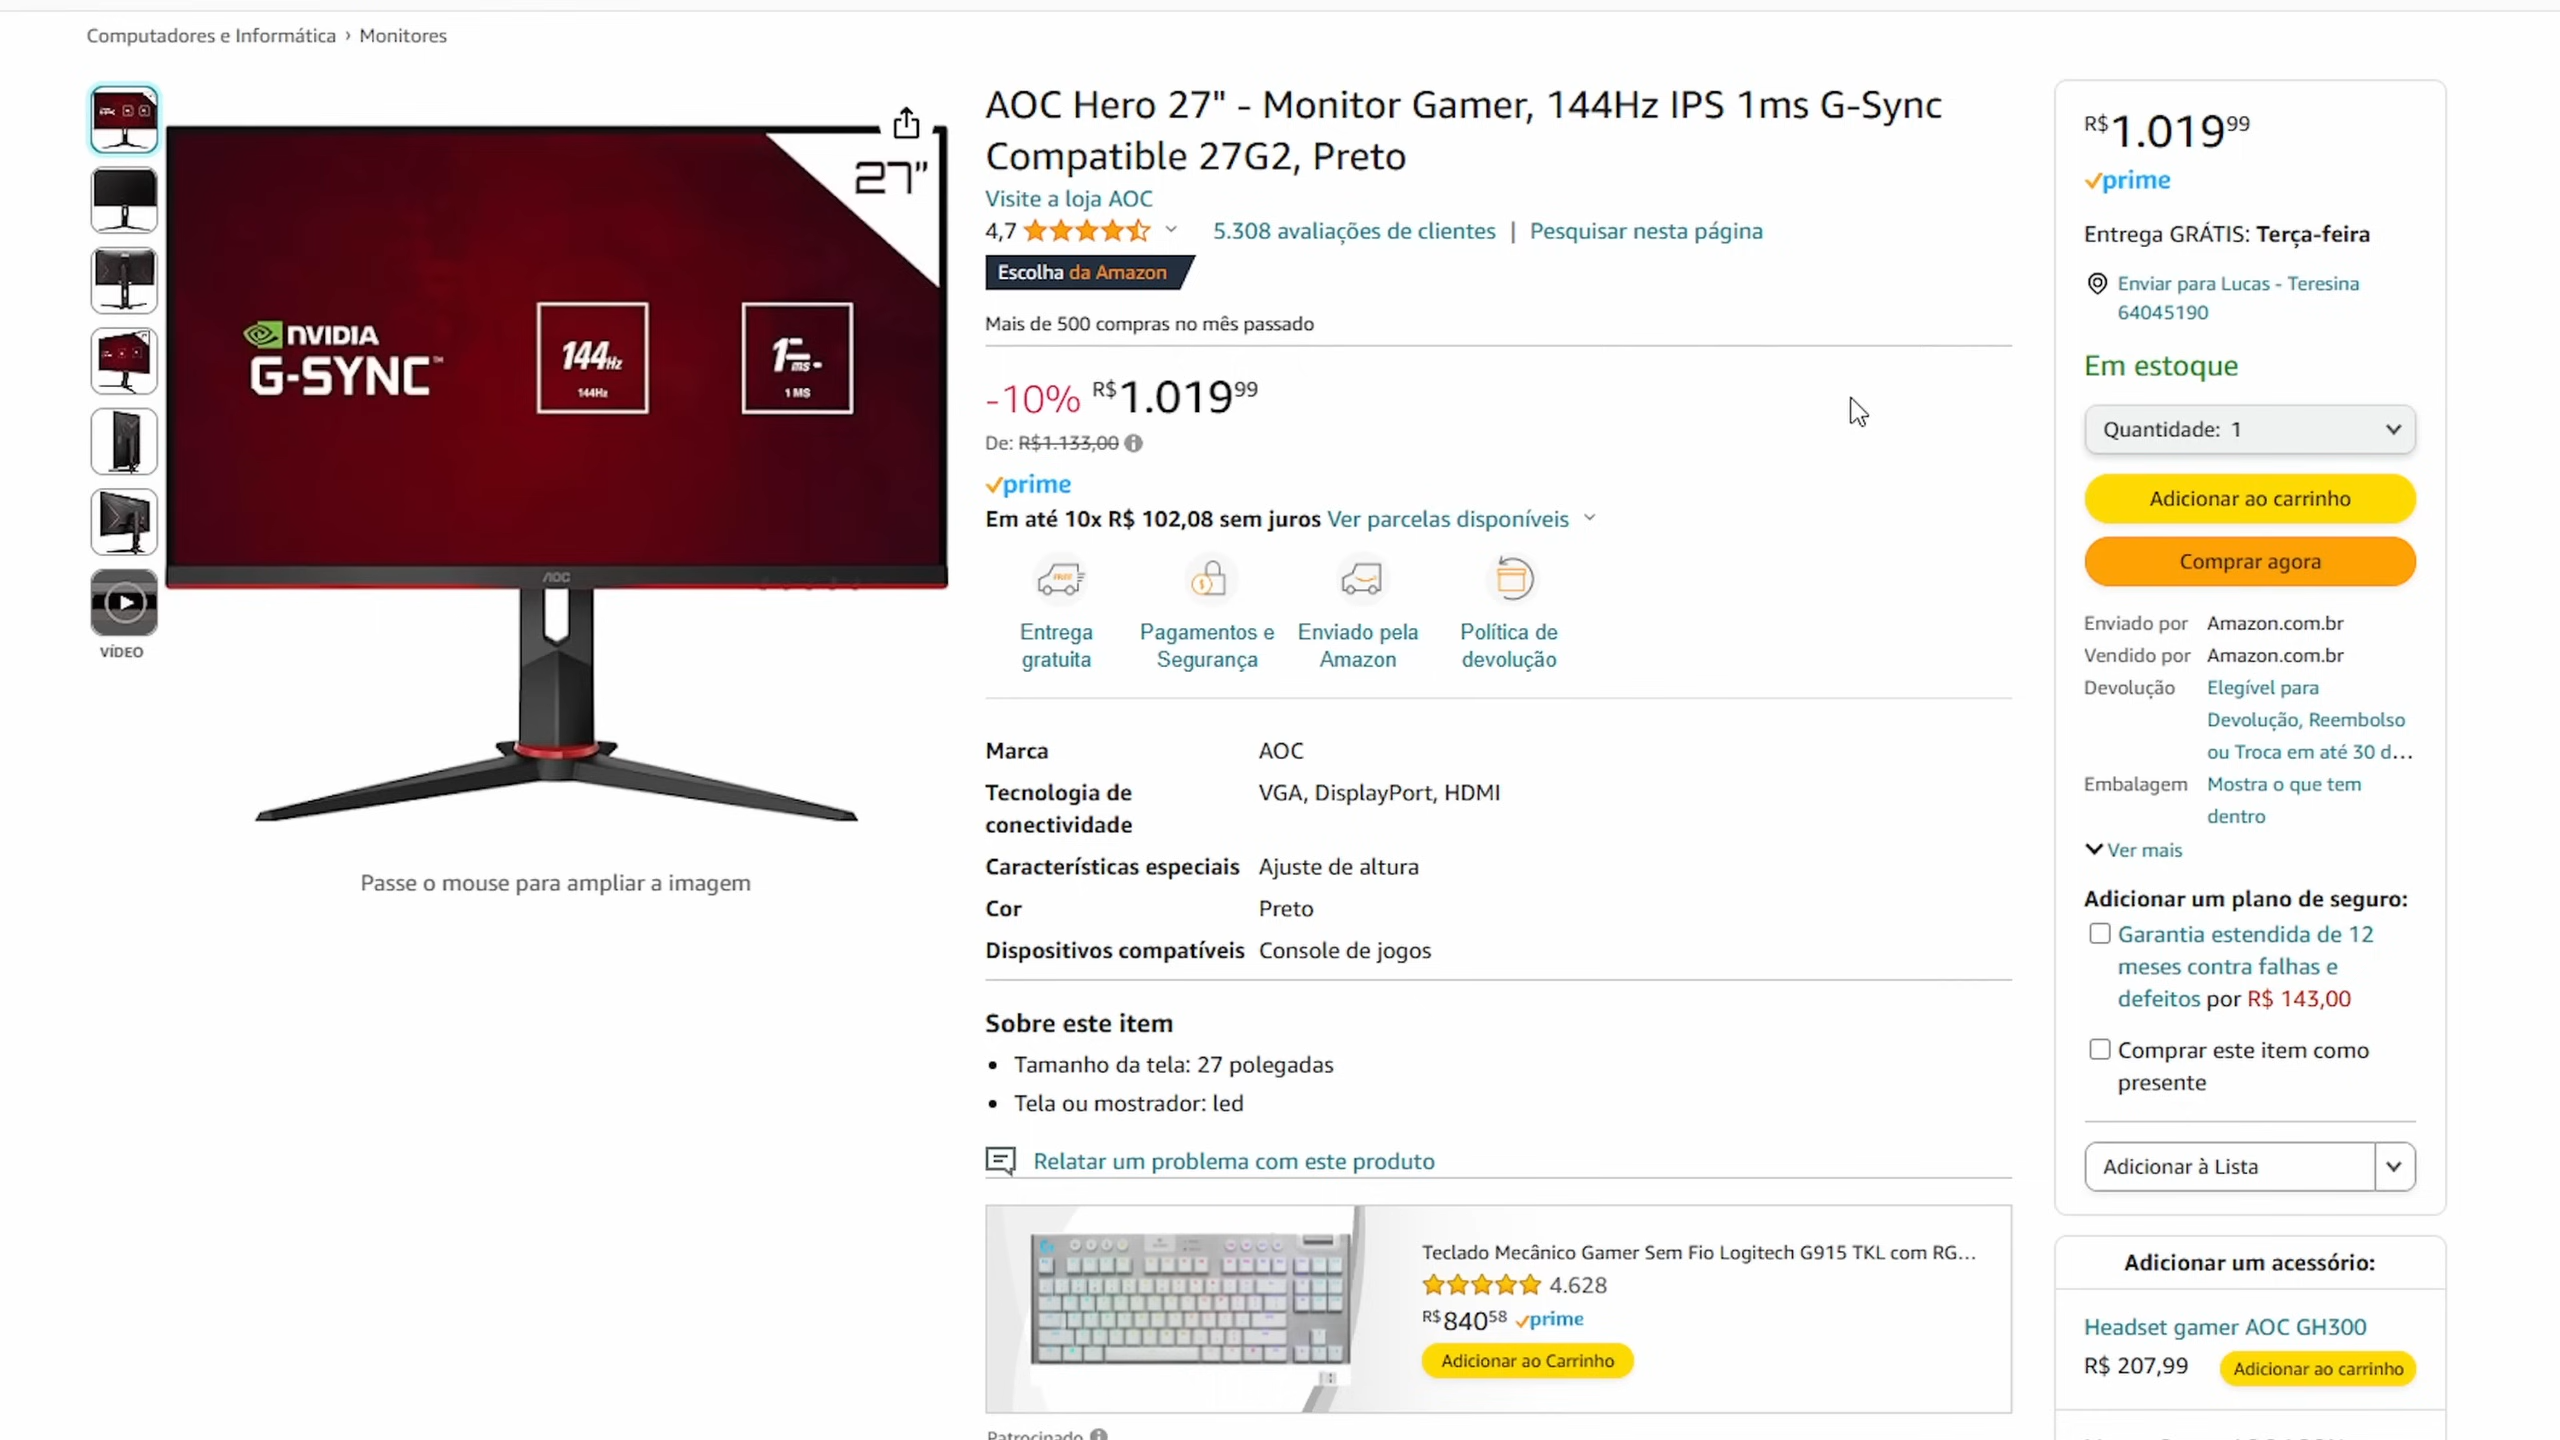 Computadores e Informática › Monitores
27"
NVIDIA
G-SYNC™
144Hz
144Hz
1ms
1 MS
AOC
VÍDEO
Passe o mouse para ampliar a imagem
AOC Hero 27" - Monitor Gamer, 144Hz IPS 1ms G-Sync
Compatible 27G2, Preto
Visite a loja AOC
4,7 5.308 avaliações de clientes | Pesquisar nesta página
Escolha da Amazon
Mais de 500 compras no mês passado
-10% R$1.01999
De: R$1.133,00
prime
Em até 10x R$ 102,08 sem juros Ver parcelas disponíveis
Entrega gratuita
Pagamentos e Segurança
Enviado pela Amazon
Política de devolução
Marca AOC
Tecnologia de conectividade VGA, DisplayPort, HDMI
Características especiais Ajuste de altura
Cor Preto
Dispositivos compatíveis Console de jogos
Sobre este item
• Tamanho da tela: 27 polegadas
• Tela ou mostrador: led
Relatar um problema com este produto
Teclado Mecânico Gamer Sem Fio Logitech G915 TKL com RG...
4.628
R$84058 prime
Adicionar ao Carrinho
Patrocinado
R$1.01999
prime
Entrega GRÁTIS: Terça-feira
Enviar para Lucas - Teresina
64045190
Em estoque
Quantidade: 1
Adicionar ao carrinho
Comprar agora
Enviado por Amazon.com.br
Vendido por Amazon.com.br
Devolução Elegível para
Devolução, Reembolso
ou Troca em até 30 d...
Embalagem Mostra o que tem
dentro
Ver mais
Adicionar um plano de seguro:
Garantia estendida de 12
meses contra falhas e
defeitos por R$ 143,00
Comprar este item como
presente
Adicionar à Lista
Adicionar um acessório:
Headset gamer AOC GH300
R$ 207,99 Adicionar ao carrinho